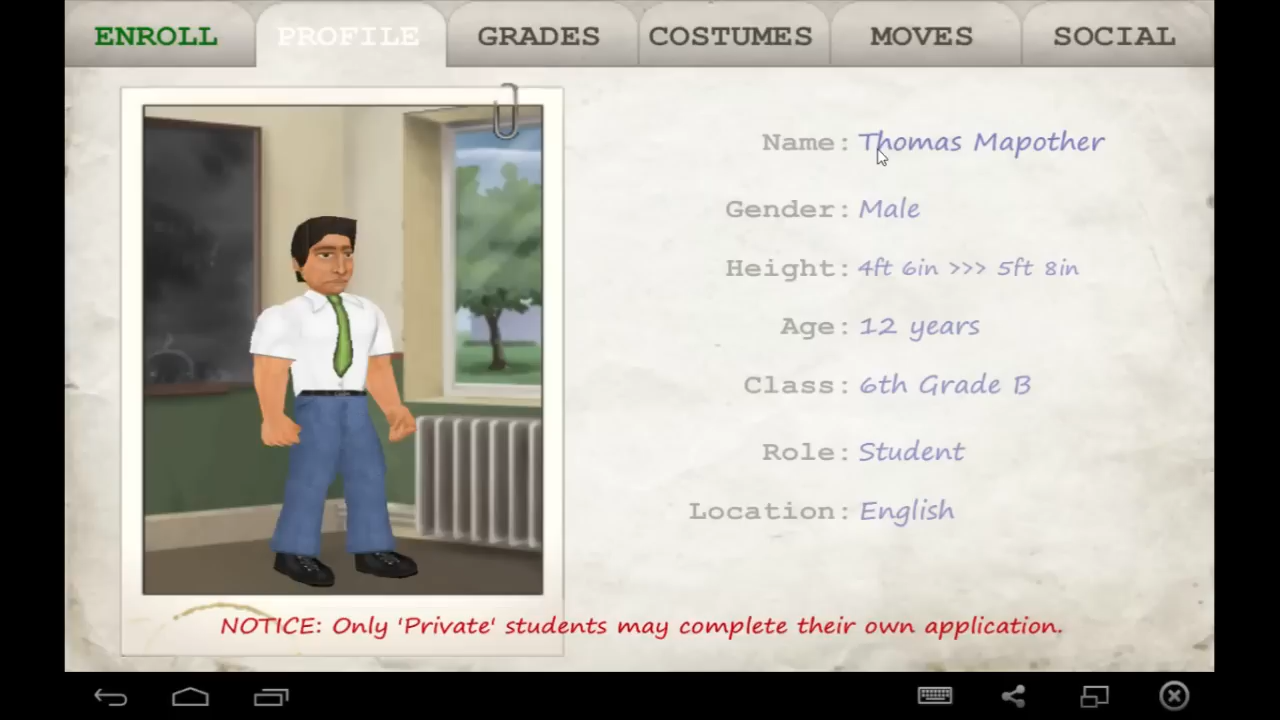 ENROLL PROFILE GRADES COSTUMES MOVES SOCIAL
Name: Thomas Mapother
Gender: Male
Height: 4ft 6in >>> 5ft 8in
Age: 12 years
Class: 6th Grade B
Role: Student
Location: English
NOTICE: Only 'Private' students may complete their own application.